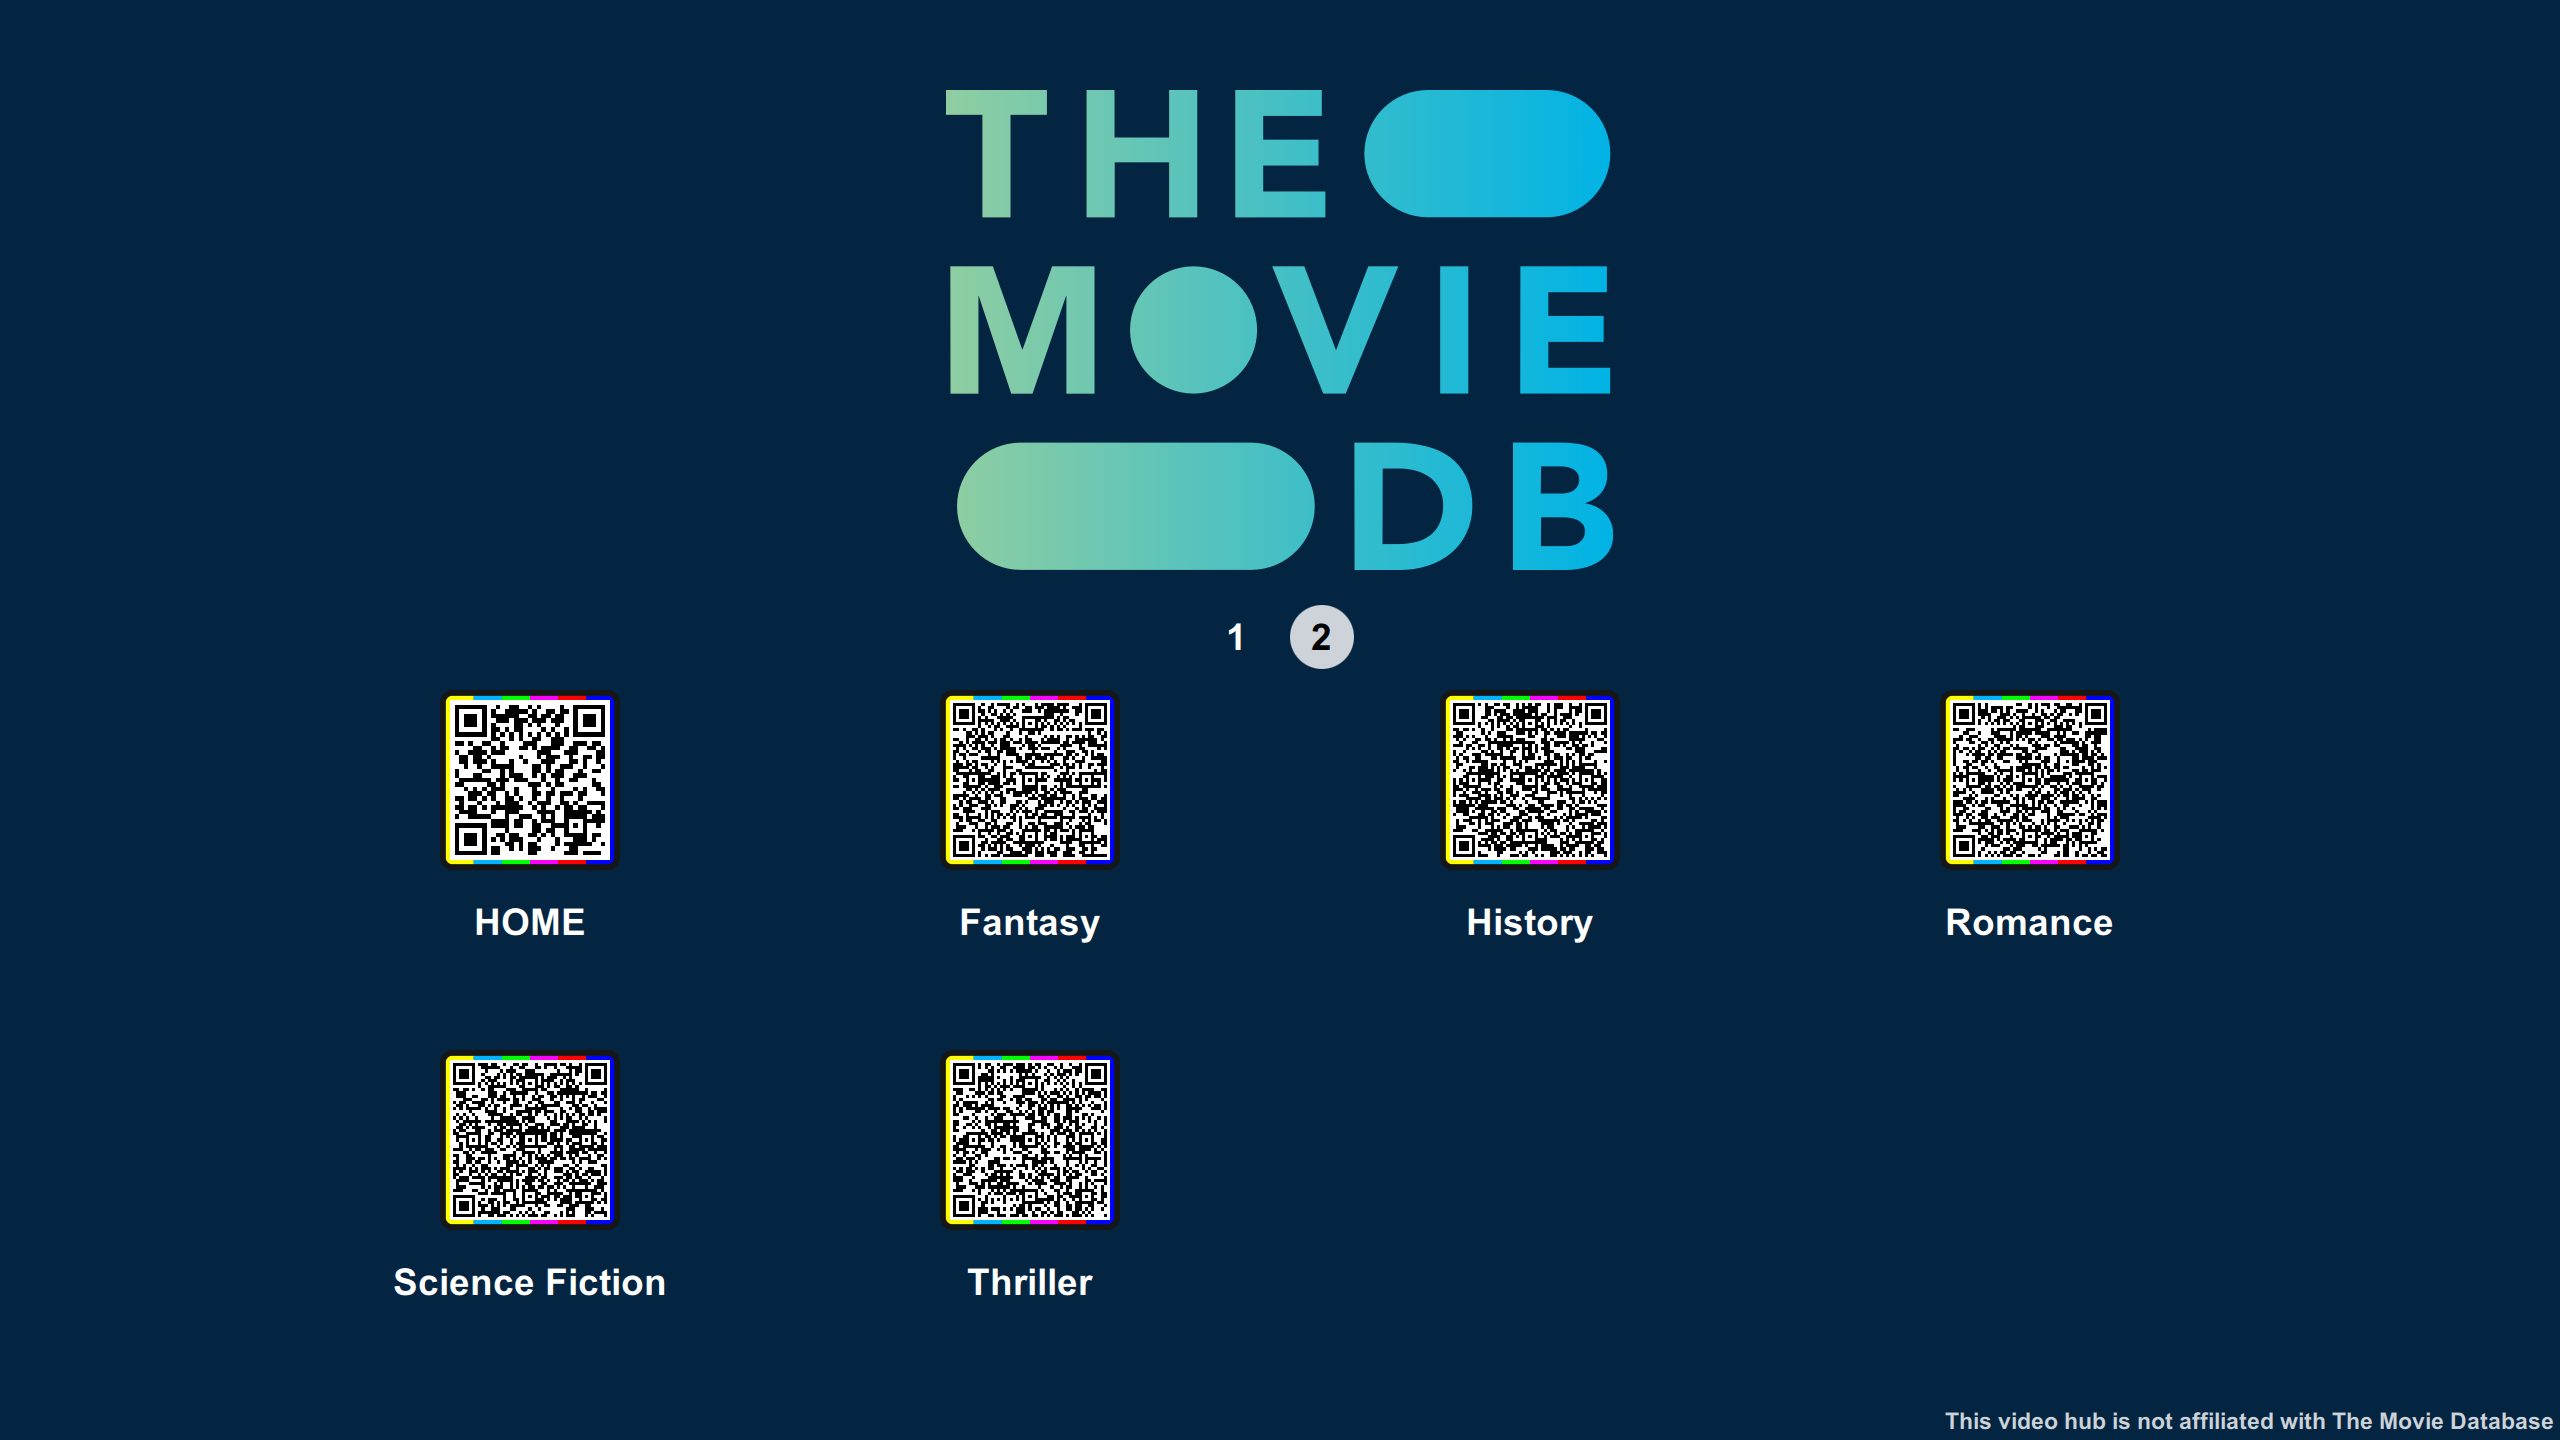 THE
MOVIE
DB
1 2
HOME Fantasy History Romance
Science Fiction Thriller
This video hub is not affiliated with The Movie Database